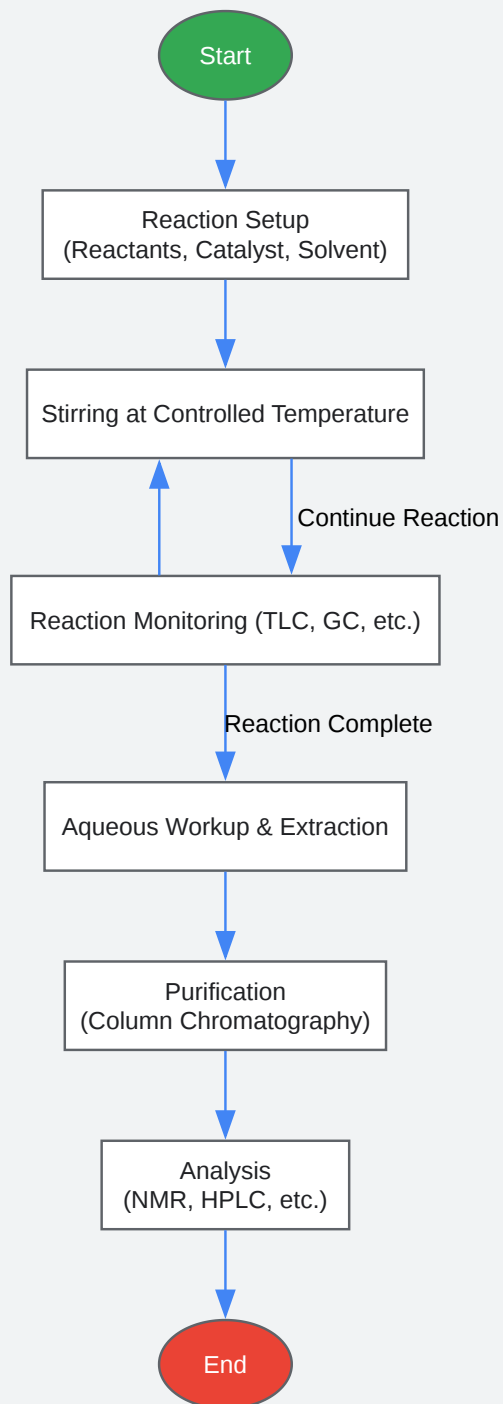 Start
Reaction Setup
(Reactants, Catalyst, Solvent)
Stirring at Controlled Temperature
Continue Reaction
Reaction Monitoring (TLC, GC, etc.)
Reaction Complete
Aqueous Workup & Extraction
Purification
(Column Chromatography)
Analysis
(NMR, HPLC, etc.)
End